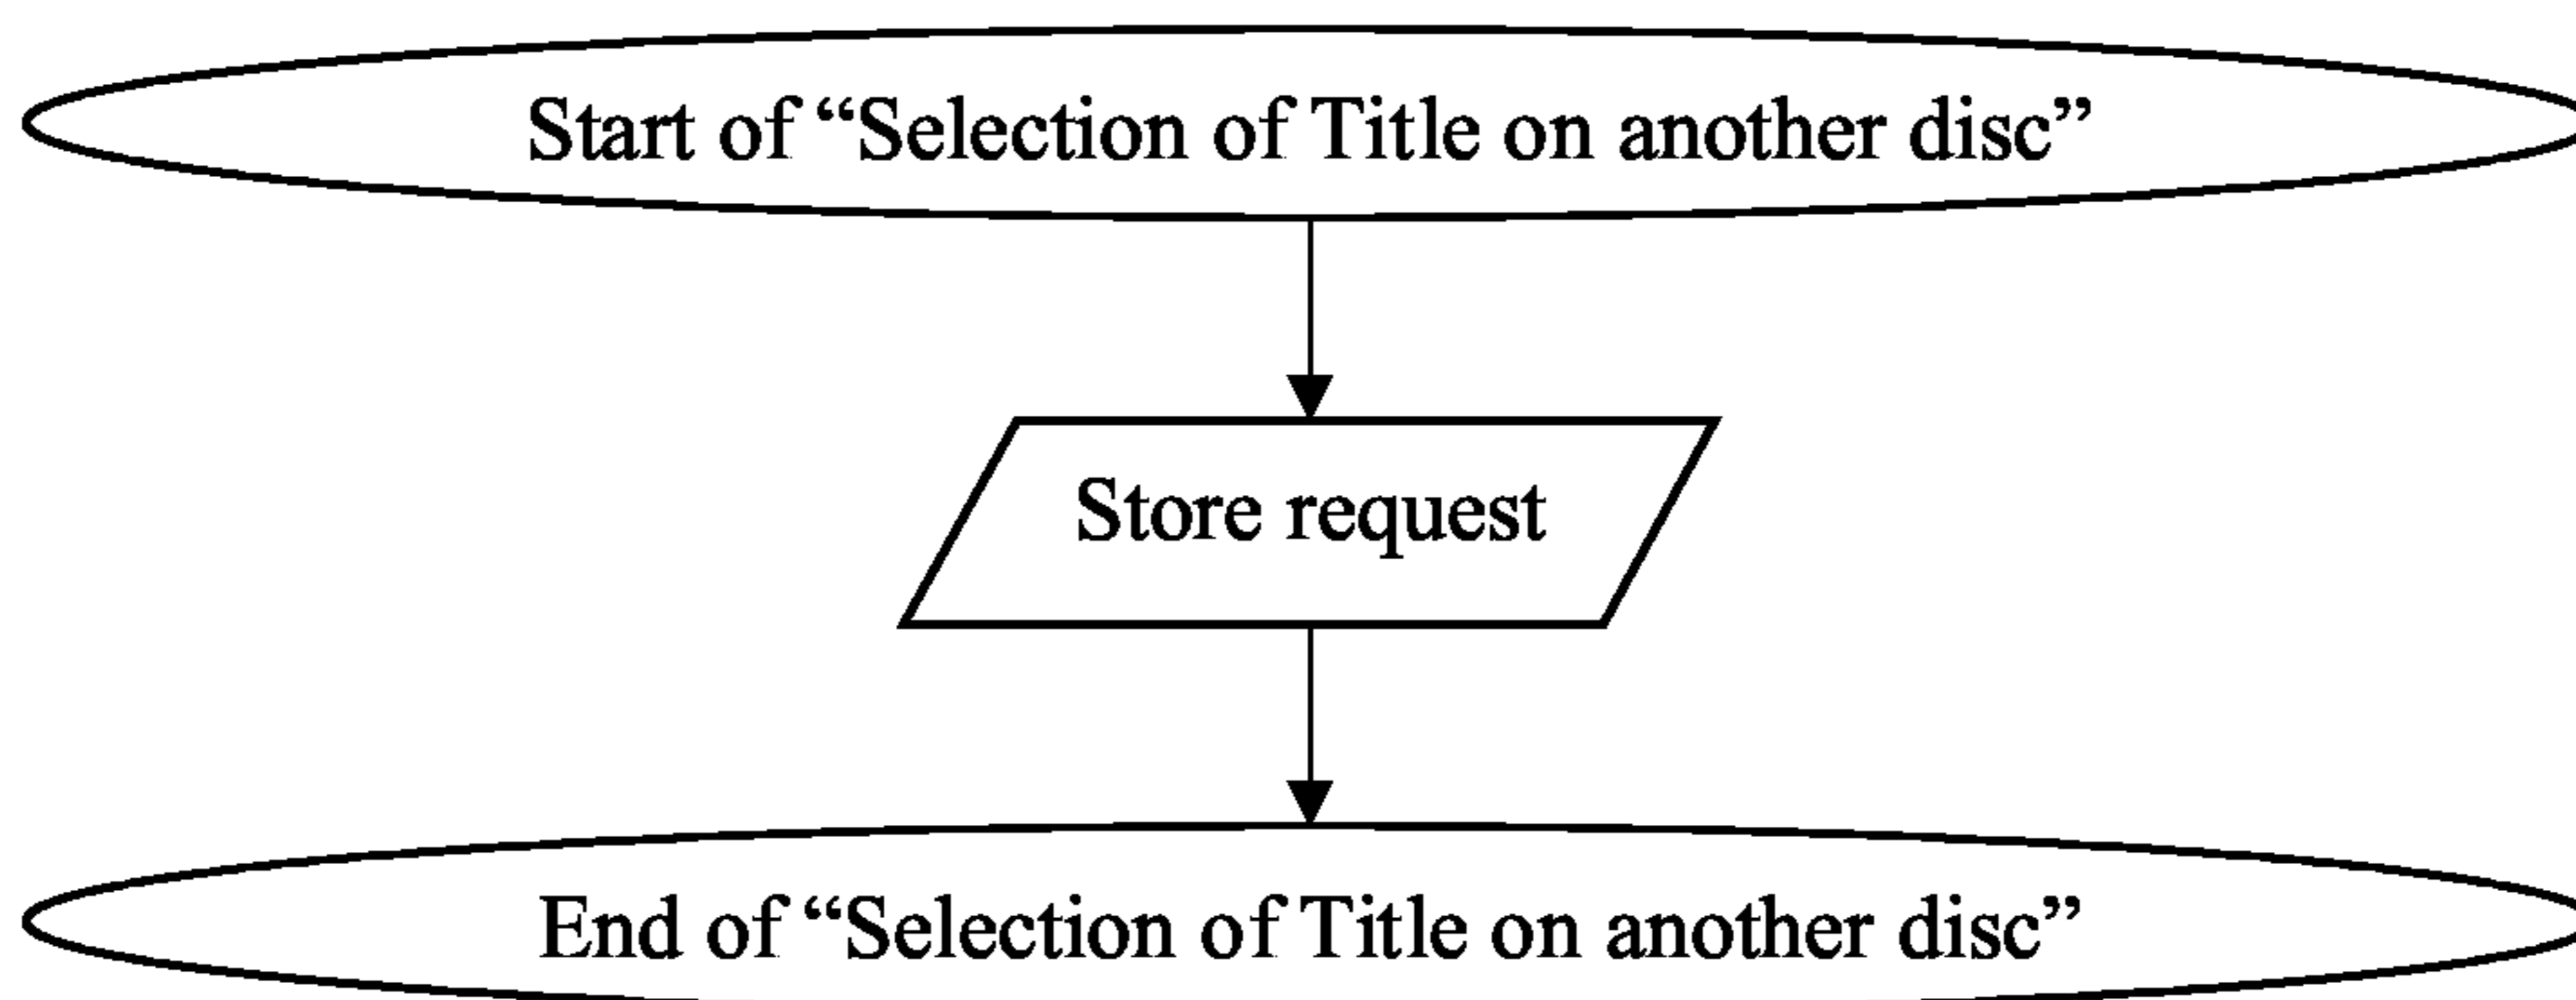 Start of “Selection of Title on another disc”
Store request
End of “Selection of Title on another disc”